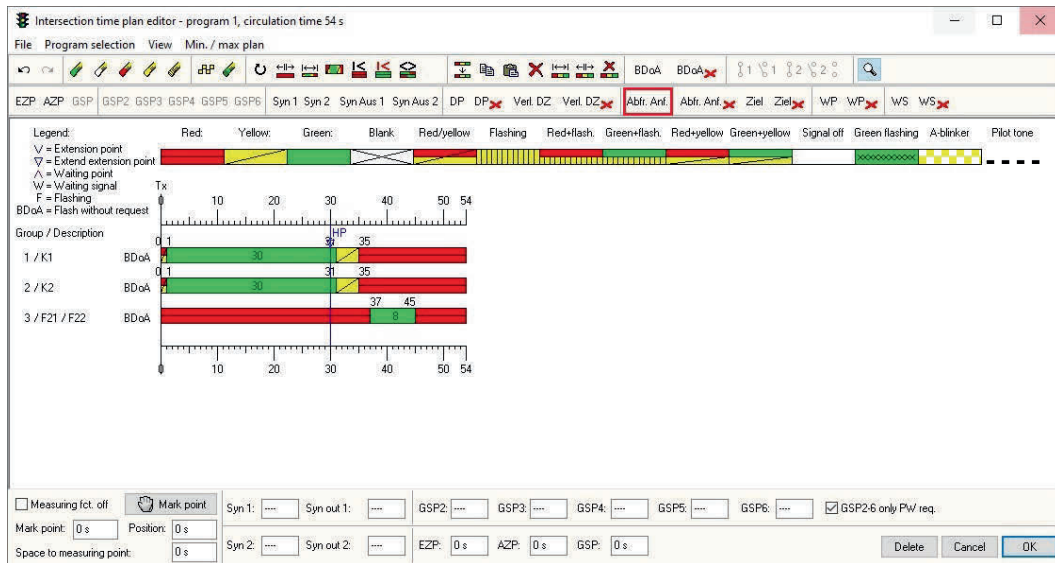 Intersection time plan editor - program 1, circulation time 54 s
File Program selection View Min. / max plan
BDoA BDoA 1 1 2 2
EZP AZP GSP GSP2 GSP3 GSP4 GSP5 GSP6 Syn 1 Syn 2 Syn Aus 1 Syn Aus 2 DP DP Verl. DZ Verl. DZ Abfr. Anf. Abfr. Anf. Ziel Ziel WP WP WS WS
Legend: Red: Yellow: Green: Blank Red/yellow Flashing Red+flash. Green+flash. Red+yellow Green+yellow Signal off Green flashing A-blinker Pilot tone
V = Extension point
∇ = Extend extension point
Λ = Waiting point
W = Waiting signal
F = Flashing
BDoA = Flash without request
Tx
0 10 20 30 40 50 54
Group / Description
HP
0 1 35
1 / K1 BDoA 30
0 1 31 35
2 / K2 BDoA 30
37 45
3 / F21 / F22 BDoA 8
0 10 20 30 40 50 54
Measuring fct. off Mark point Syn 1: ---- Syn out 1: ---- GSP2: ---- GSP3: ---- GSP4: ---- GSP5: ---- GSP6: ---- GSP2-6 only PW req.
Mark point: 0 s Position: 0 s
Space to measuring point: 0 s Syn 2: ---- Syn out 2: ---- EZP: 0 s AZP: 0 s GSP: 0 s Delete Cancel OK